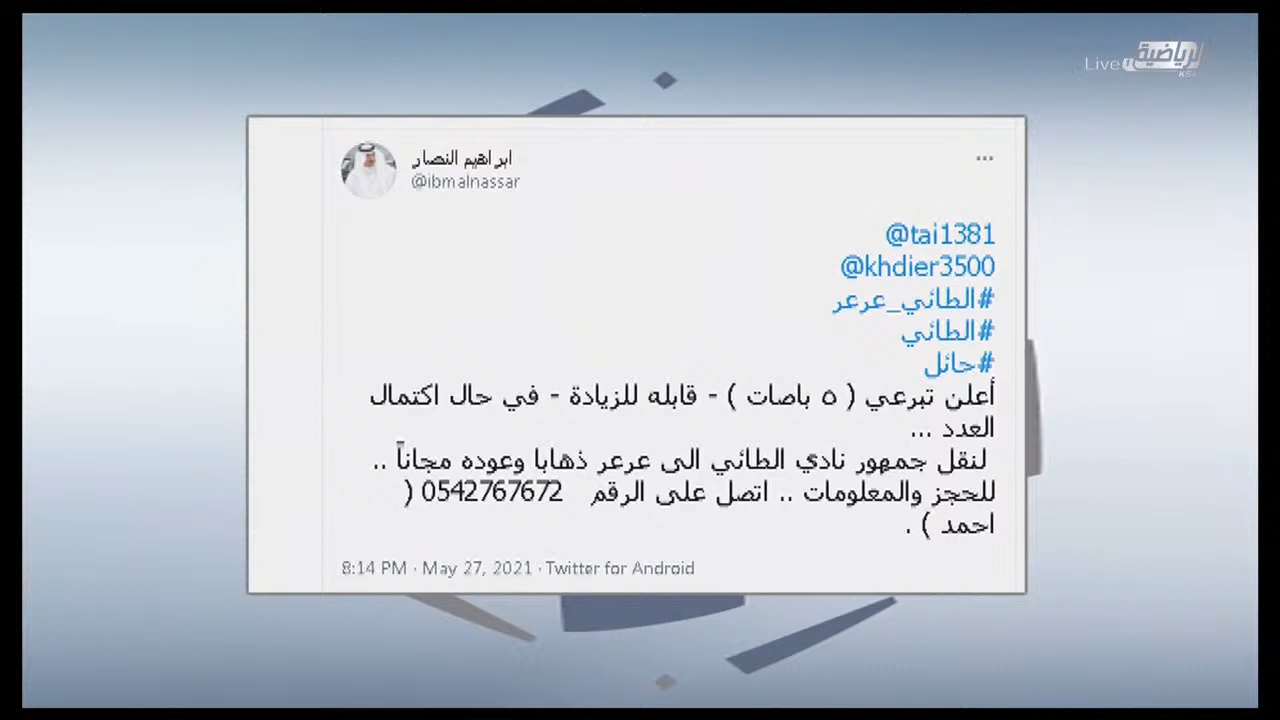 Live
الرياضية
KSA
ابراهيم النصار
@ibmalnassar
@tai1381
@khdier3500
#الطائي_عرعر
#الطائي
#حائل
أعلن تبرعي ( ٥ باصات ) - قابله للزيادة - في حال اكتمال
العدد ...
لنقل جمهور نادي الطائي الى عرعر ذهابا وعوده مجاناً ..
للحجز والمعلومات .. اتصل على الرقم 0542767672 (
احمد ) .
8:14 PM · May 27, 2021 · Twitter for Android